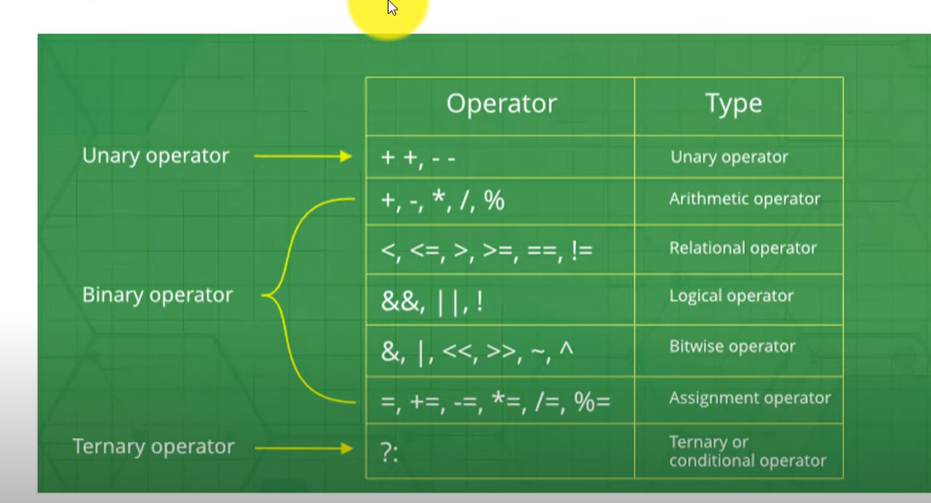 Operator Type
Unary operator + +, - - Unary operator
+, -, *, /, % Arithmetic operator
<, <=, >, >=, ==, != Relational operator
Binary operator &&, ||, ! Logical operator
&, |, <<, >>, ~, ^ Bitwise operator
=, +=, -=, *=, /=, %= Assignment operator
Ternary operator ?: Ternary or
conditional operator